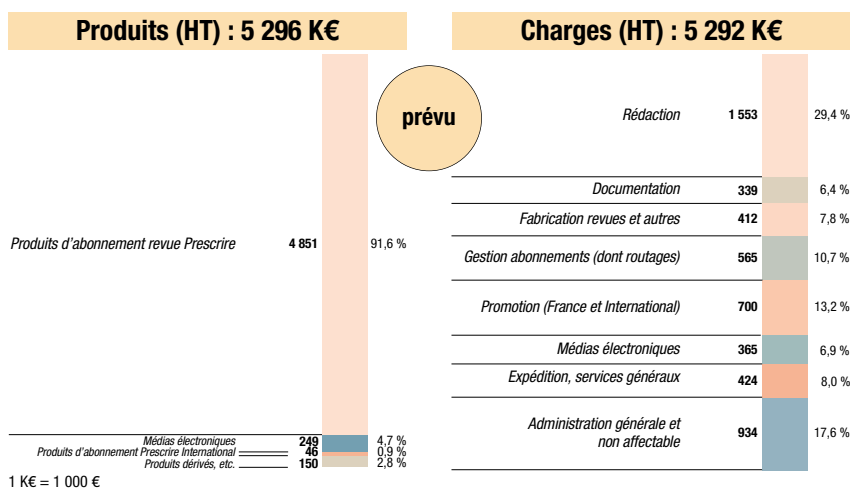 Produits (HT) : 5 296 K€
Charges (HT) : 5 292 K€
prévu
Produits d'abonnement revue Prescrire 4 851 91,6 %
Médias électroniques 249 4,7 %
Produits d'abonnement Prescrire International 46 0,9 %
Produits dérivés, etc. 150 2,8 %
1 K€ = 1 000 €
Rédaction 1 553 29,4 %
Documentation 339 6,4 %
Fabrication revues et autres 412 7,8 %
Gestion abonnements (dont routages) 565 10,7 %
Promotion (France et International) 700 13,2 %
Médias électroniques 365 6,9 %
Expédition, services généraux 424 8,0 %
Administration générale et
non affectable 934 17,6 %